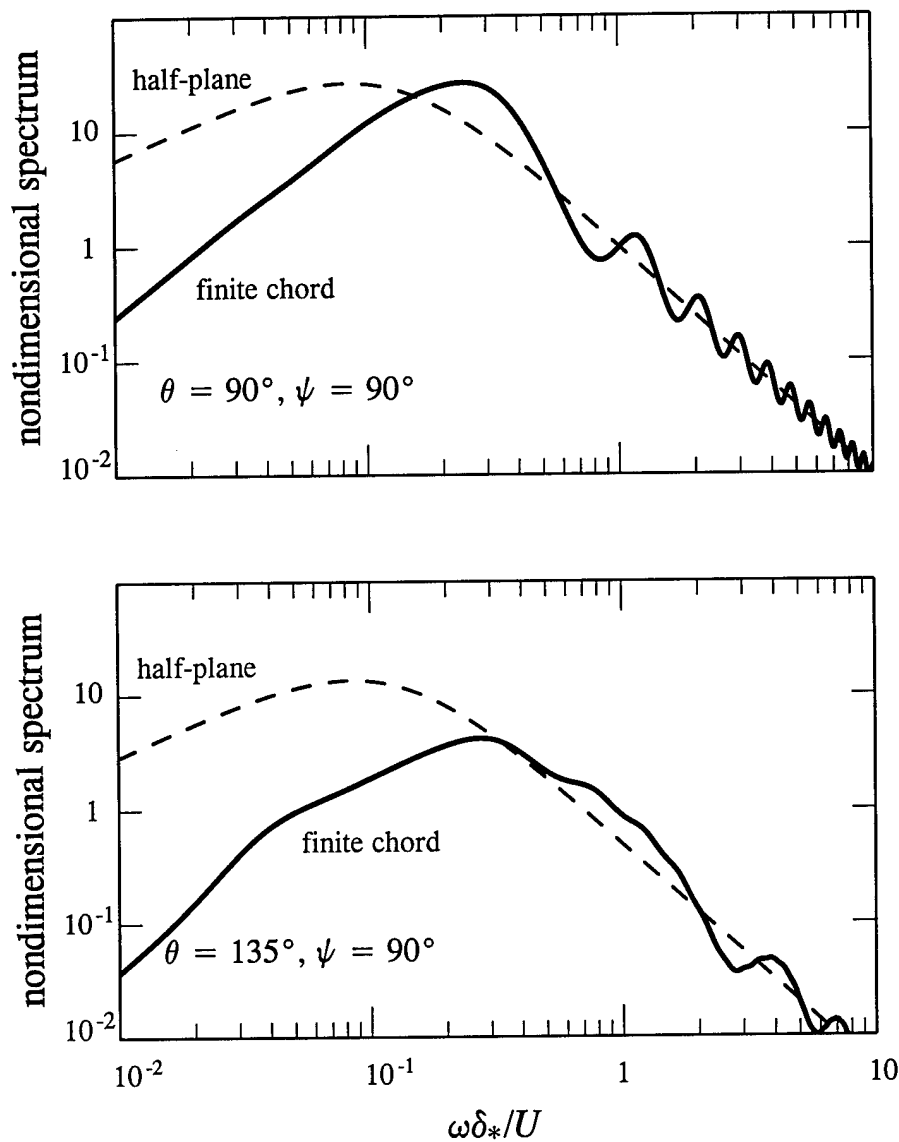 nondimensional spectrum
half-plane
10
1
finite chord
10⁻¹
θ = 90°, ψ = 90°
10⁻²
nondimensional spectrum
half-plane
10
1
finite chord
10⁻¹
θ = 135°, ψ = 90°
10⁻²
10⁻² 10⁻¹ 1 10
ωδ*/U